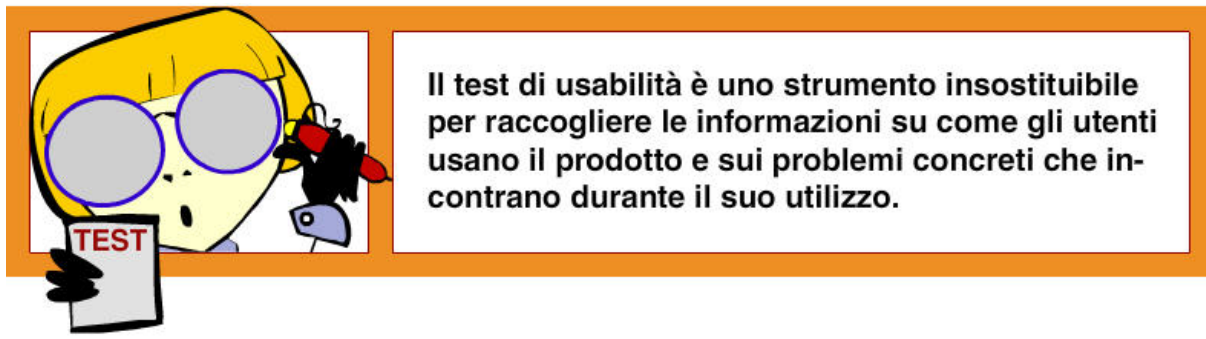 Il test di usabilità è uno strumento insostituibile
per raccogliere le informazioni su come gli utenti
usano il prodotto e sui problemi concreti che in-
contrano durante il suo utilizzo.
TEST